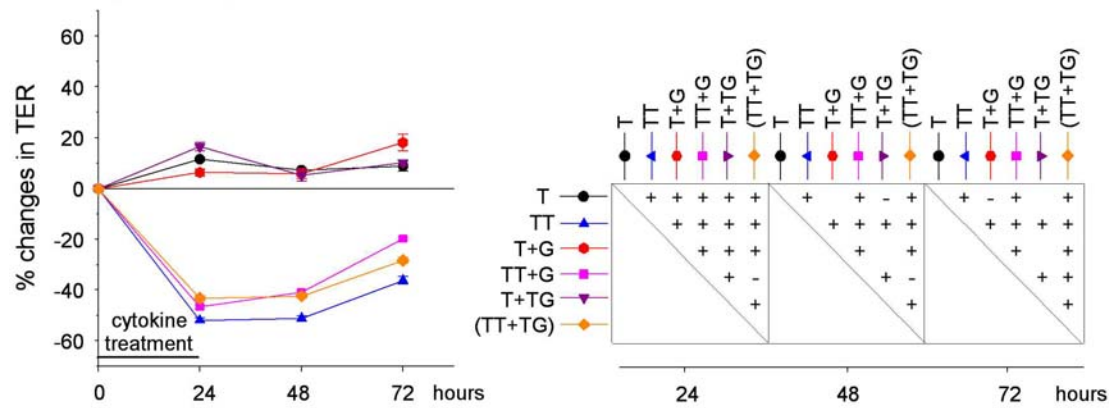 % changes in TER
60
40
20
0
-20
-40
-60
cytokine
treatment
0 24 48 72 hours
T TT T+G TT+G T+TG (TT+TG) T TT T+G TT+G T+TG (TT+TG) T TT T+G TT+G T+TG (TT+TG)
T + + + + + + + - + + - + +
TT + + + + + + + + + + + +
T+G + + + + + + +
TT+G + - + - + +
T+TG + + +
(TT+TG)
24 48 72 hours